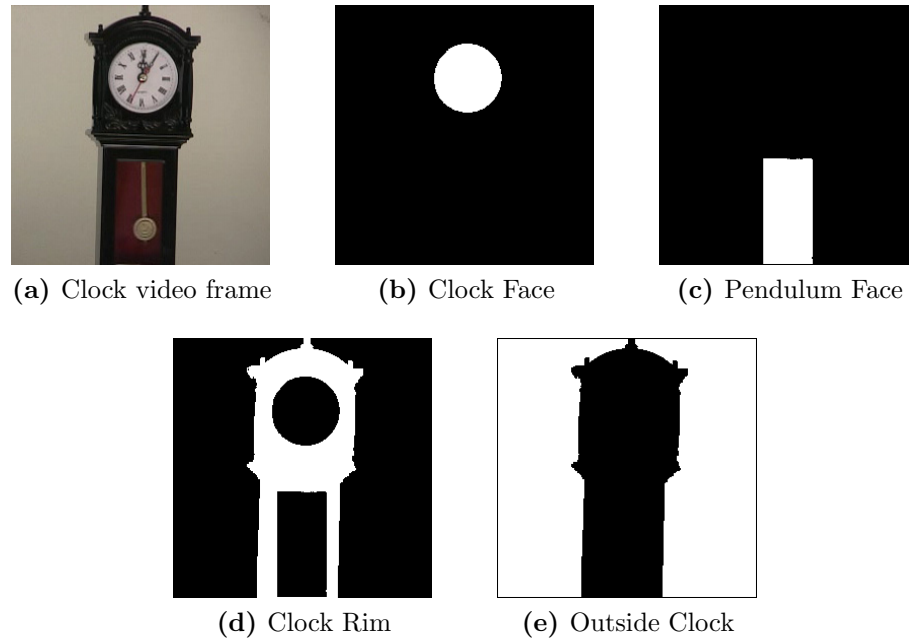 (a) Clock video frame
(b) Clock Face
(c) Pendulum Face
(d) Clock Rim
(e) Outside Clock